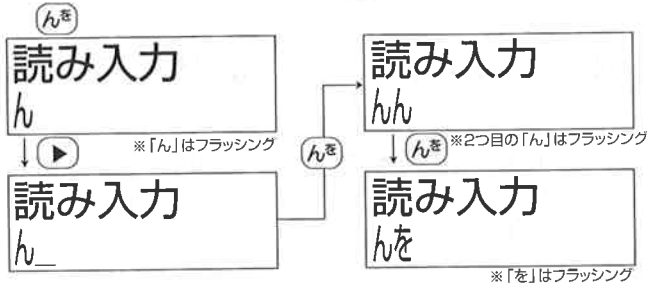 んを
読み入力
ん
※「ん」はフラッシング
▶
読み入力
ん_
んを
読み入力
んん
※2つ目の「ん」はフラッシング
んを
読み入力
んを
※「を」はフラッシング